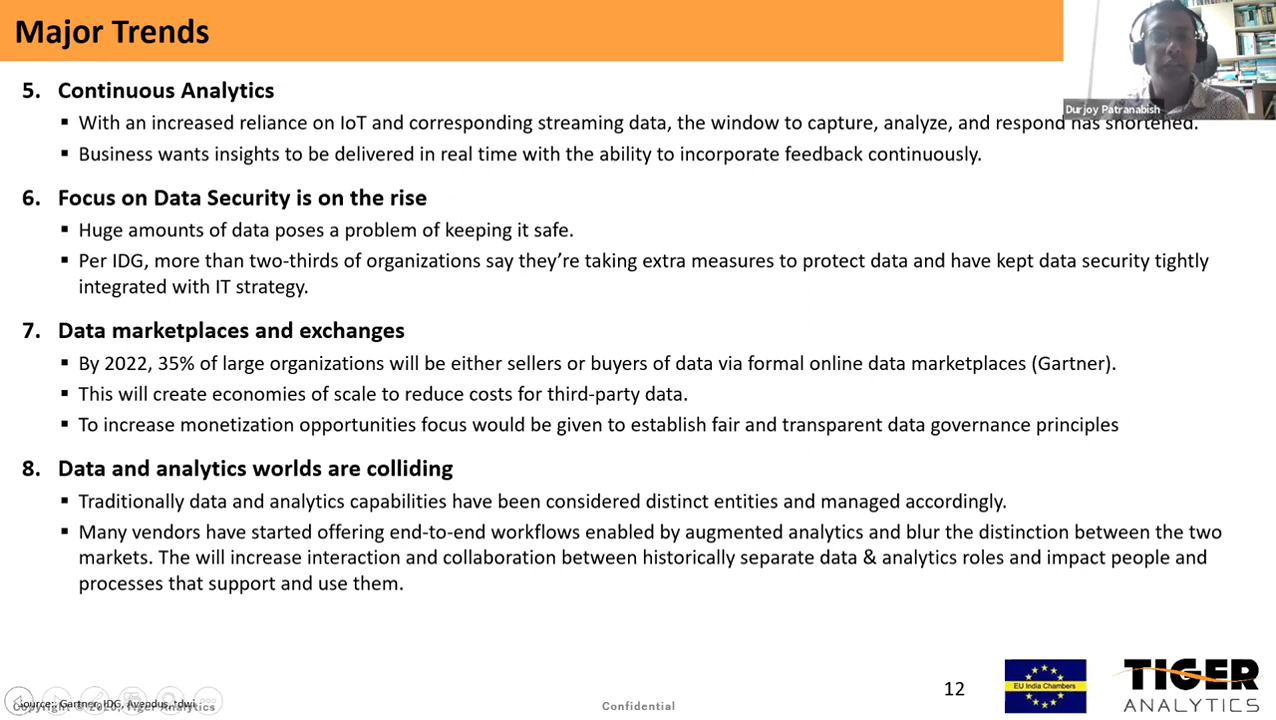 Major Trends
Durjoy Patranabish
5. Continuous Analytics
▪ With an increased reliance on IoT and corresponding streaming data, the window to capture, analyze, and respond has shortened.
▪ Business wants insights to be delivered in real time with the ability to incorporate feedback continuously.
6. Focus on Data Security is on the rise
▪ Huge amounts of data poses a problem of keeping it safe.
▪ Per IDG, more than two-thirds of organizations say they’re taking extra measures to protect data and have kept data security tightly
integrated with IT strategy.
7. Data marketplaces and exchanges
▪ By 2022, 35% of large organizations will be either sellers or buyers of data via formal online data marketplaces (Gartner).
▪ This will create economies of scale to reduce costs for third-party data.
▪ To increase monetization opportunities focus would be given to establish fair and transparent data governance principles
8. Data and analytics worlds are colliding
▪ Traditionally data and analytics capabilities have been considered distinct entities and managed accordingly.
▪ Many vendors have started offering end-to-end workflows enabled by augmented analytics and blur the distinction between the two
markets. The will increase interaction and collaboration between historically separate data & analytics roles and impact people and
processes that support and use them.
12
EU India Chambers
TIGER
ANALYTICS
Source: Gartner, IDG, Avendus, tdwi
Copyright © 2020, Tiger Analytics
Confidential